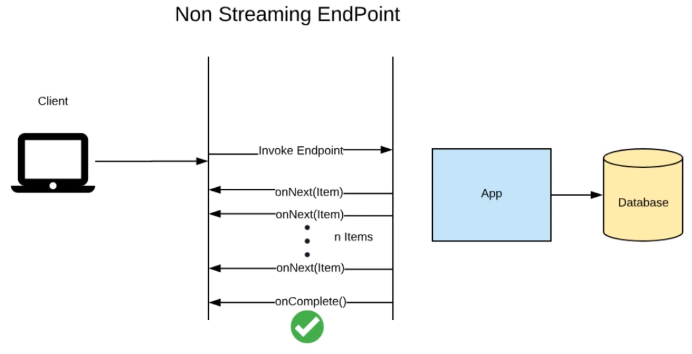 Non Streaming EndPoint
Client
Invoke Endpoint
onNext(Item)
onNext(Item)
n Items
onNext(Item)
onComplete()
App
Database